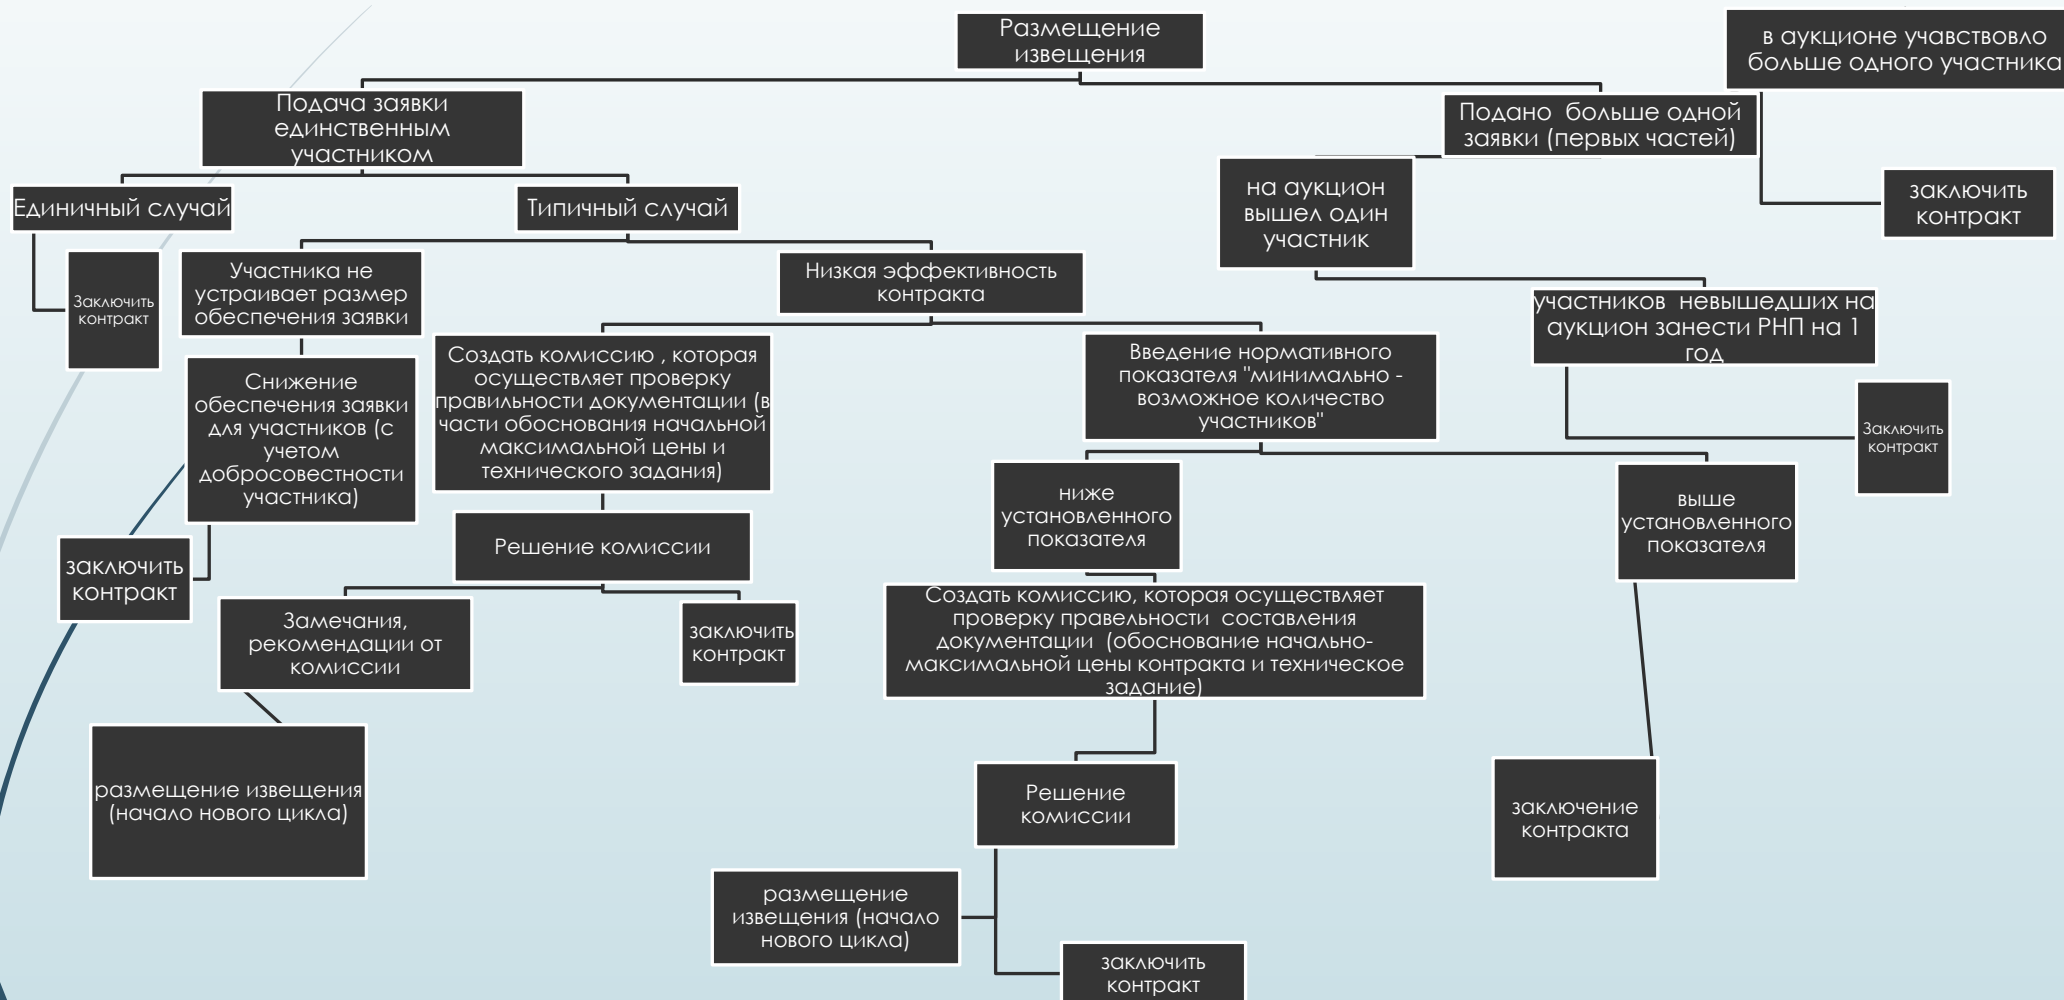 Размещение
извещения
в аукционе учавствовло
больше одного участника
Подача заявки
единственным
участником
Подано  больше одной
заявки (первых частей)
Единичный случай
Типичный случай
на аукцион
вышел один
участник
заключить
контракт
Заключить
контракт
Участника не
устраивает размер
обеспечения заявки
Низкая эффективность
контракта
участников  невышедших на
аукцион занести РНП на 1
год
Снижение
обеспечения заявки
для участников (с
учетом
добросовестности
участника)
Создать комиссию , которая
осуществляет проверку
правильности документации (в
части обоснования начальной
максимальной цены и
технического задания)
Введение нормативного
показателя "минимально -
возможное количество
участников"
Заключить
контракт
заключить
контракт
Решение комиссии
ниже
установленного
показателя
выше
установленного
показателя
Замечания,
рекомендации от
комиссии
заключить
контракт
Создать комиссию, которая осуществляет
проверку правельности  составления
документации  (обоснование начально-
максимальной цены контракта и техническое
задание)
размещение извещения
(начало нового цикла)
Решение
комиссии
заключение
контракта
размещение
извещения (начало
нового цикла)
заключить
контракт